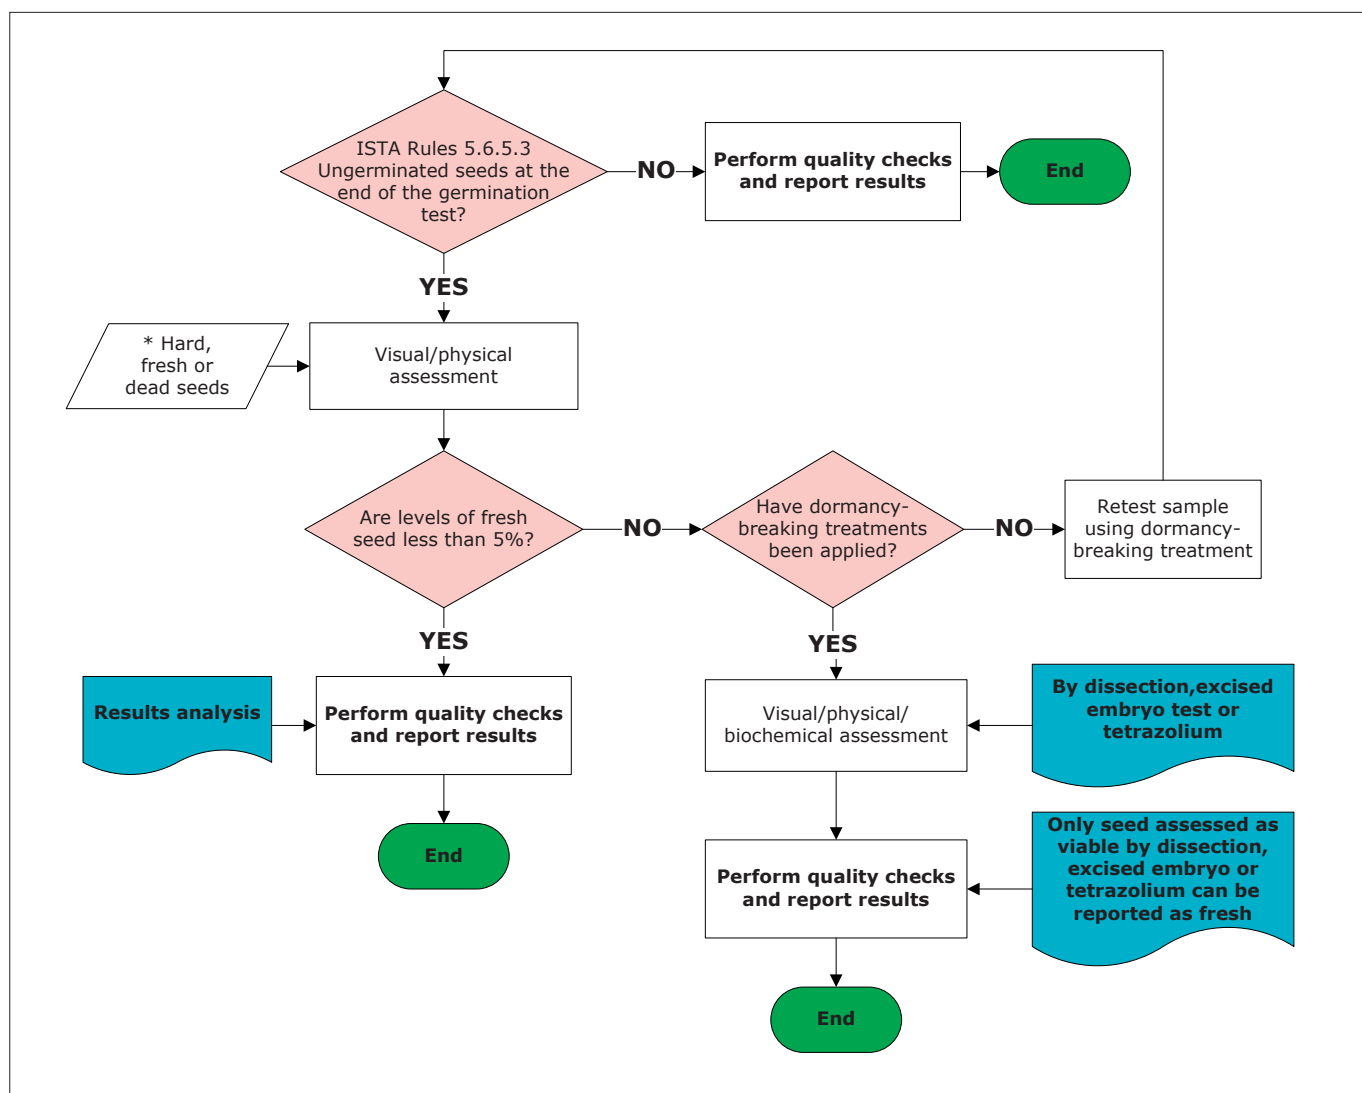 ISTA Rules 5.6.5.3
Ungerminated seeds at the
end of the germination
test?
NO
Perform quality checks
and report results
End
YES
* Hard,
fresh or
dead seeds
Visual/physical
assessment
Are levels of fresh
seed less than 5%?
NO
Have dormancy-
breaking treatments
been applied?
NO
Retest sample
using dormancy-
breaking treatment
YES
YES
Results analysis
Perform quality checks
and report results
End
Visual/physical/
biochemical assessment
By dissection,excised
embryo test or
tetrazolium
Perform quality checks
and report results
Only seed assessed as
viable by dissection,
excised embryo or
tetrazolium can be
reported as fresh
End